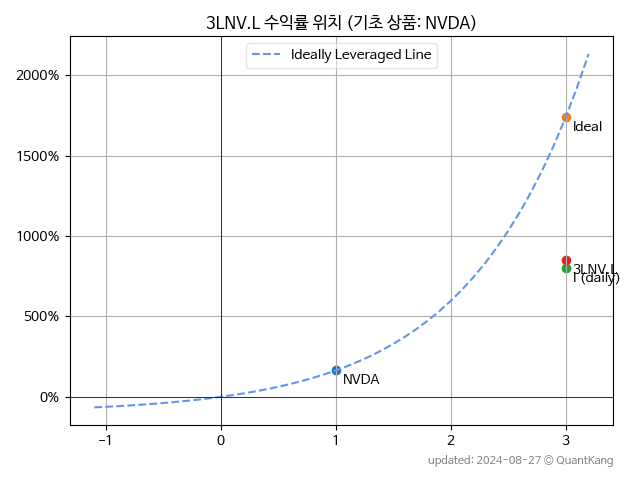 3LNV.L 수익률 위치 (기초 상품: NVDA)
Ideally Leveraged Line
2000%
Ideal
1500%
1000%
3LNV.L
(daily)
500%
NVDA
0%
-1 0 1 2 3
updated: 2024-08-27 © QuantKang